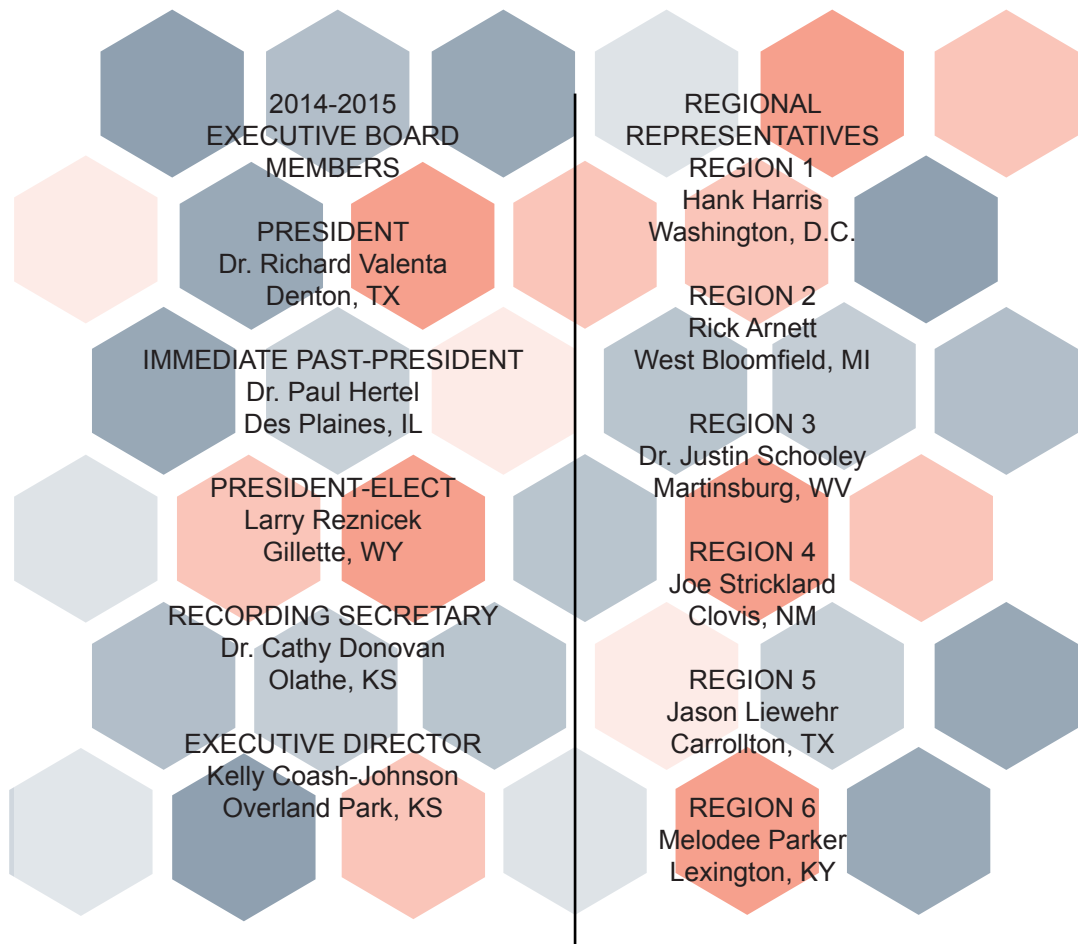 2014-2015
EXECUTIVE BOARD
MEMBERS
PRESIDENT
Dr. Richard Valenta
Denton, TX
IMMEDIATE PAST-PRESIDENT
Dr. Paul Hertel
Des Plaines, IL
PRESIDENT-ELECT
Larry Reznicek
Gillette, WY
RECORDING SECRETARY
Dr. Cathy Donovan
Olathe, KS
EXECUTIVE DIRECTOR
Kelly Coash-Johnson
Overland Park, KS
REGIONAL
REPRESENTATIVES
REGION 1
Hank Harris
Washington, D.C.
REGION 2
Rick Arnett
West Bloomfield, MI
REGION 3
Dr. Justin Schooley
Martinsburg, WV
REGION 4
Joe Strickland
Clovis, NM
REGION 5
Jason Liewehr
Carrollton, TX
REGION 6
Melodee Parker
Lexington, KY